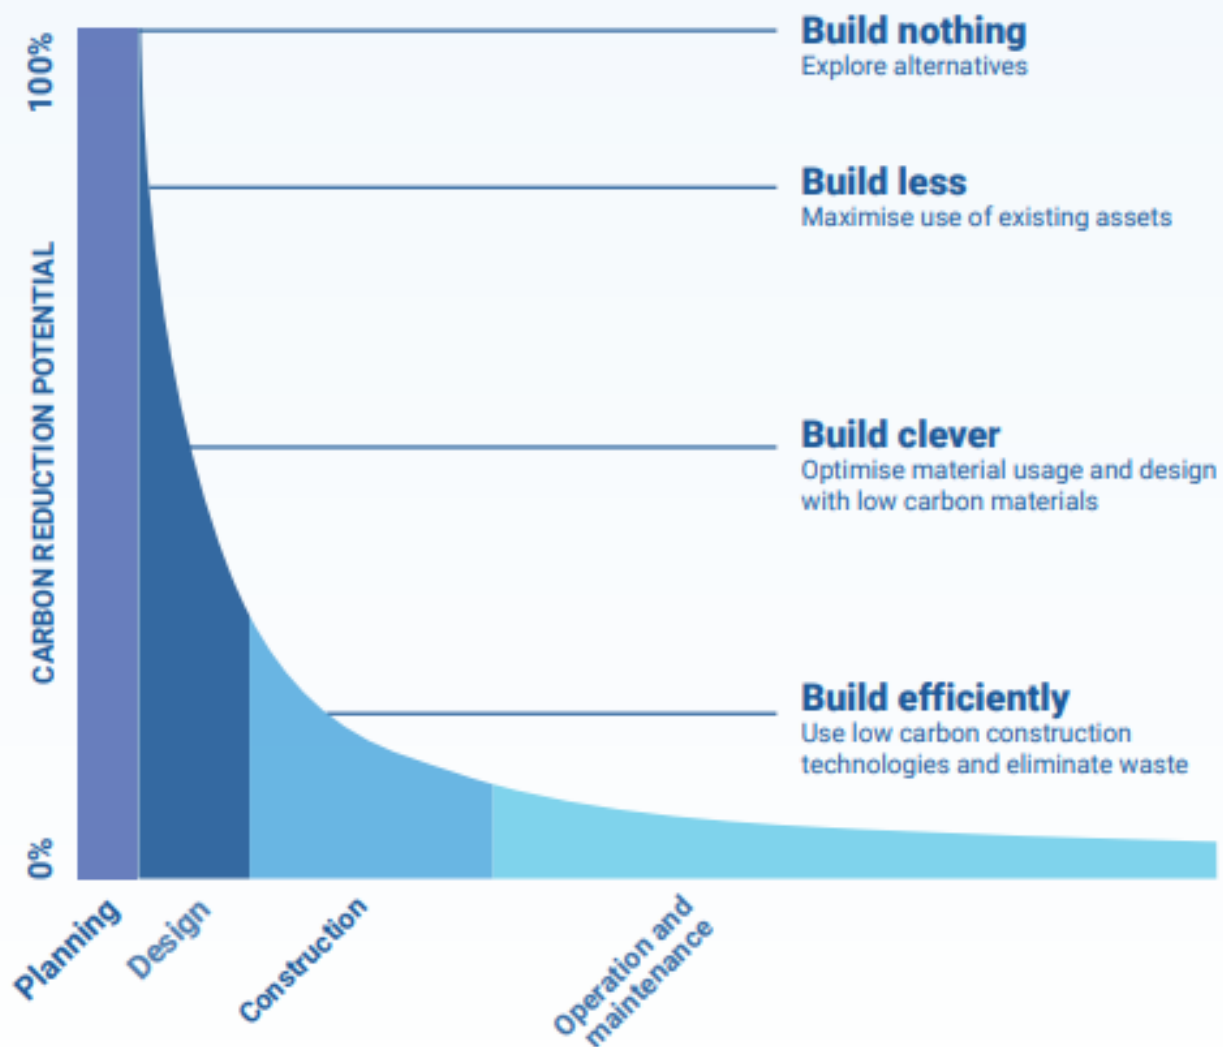 100%
CARBON REDUCTION POTENTIAL
0%
Build nothing
Explore alternatives
Build less
Maximise use of existing assets
Build clever
Optimise material usage and design
with low carbon materials
Build efficiently
Use low carbon construction
technologies and eliminate waste
Planning
Design
Construction
Operation and
maintenance